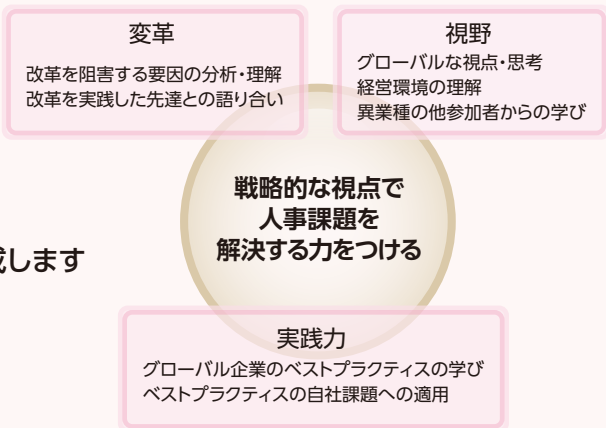 変革
改革を阻害する要因の分析・理解
改革を実践した先達との語り合い
視野
グローバルな視点・思考
経営環境の理解
異業種の他参加者からの学び
戦略的な視点で
人事課題を
解決する力をつける
成します
実践力
グローバル企業のベストプラクティスの学び
ベストプラクティスの自社課題への適用